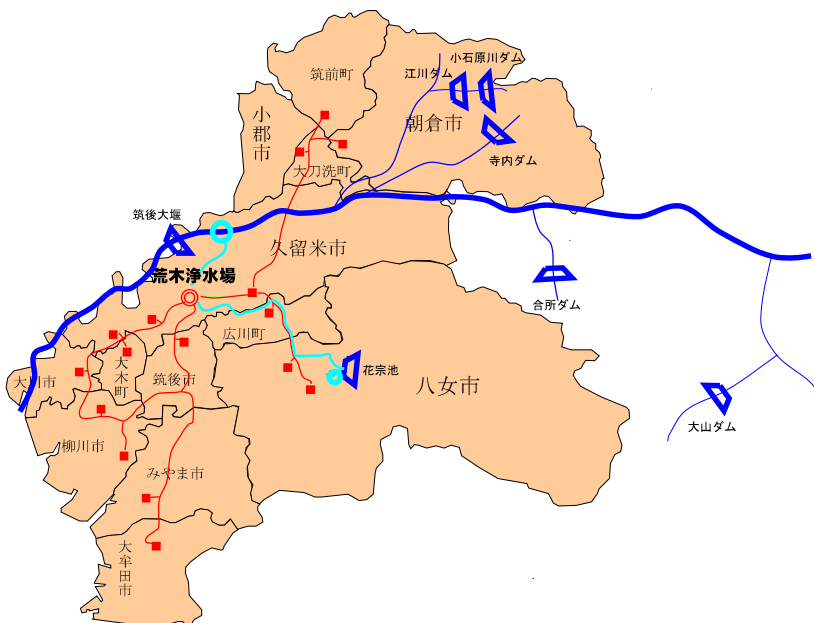 小石原川ダム
江川ダム
筑前町
小郡市
朝倉市
寺内ダム
大刀洗町
筑後大堰
久留米市
荒木浄水場
合所ダム
広川町
花宗池
大川市
大木町
筑後市
八女市
大山ダム
柳川市
みやま市
大牟田市